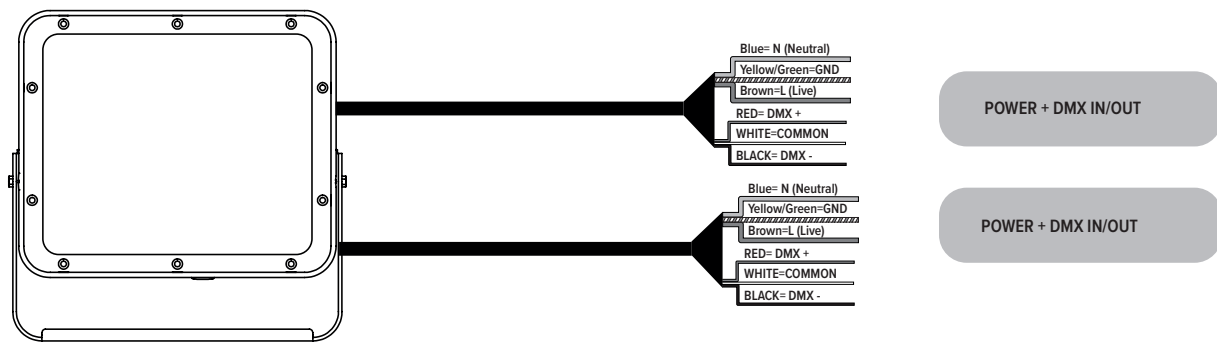 Blue= N (Neutral)
Yellow/Green=GND
Brown=L (Live)
RED= DMX +
WHITE=COMMON
BLACK= DMX -
POWER + DMX IN/OUT
Blue= N (Neutral)
Yellow/Green=GND
Brown=L (Live)
RED= DMX +
WHITE=COMMON
BLACK= DMX -
POWER + DMX IN/OUT